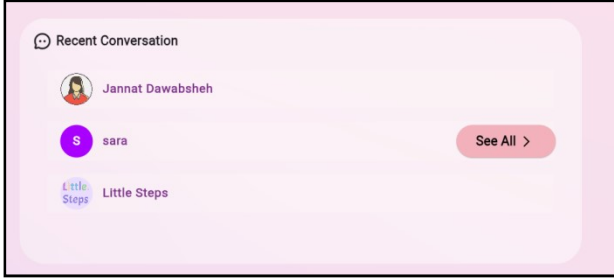 Recent Conversation
Jannat Dawabsheh
S
sara
See All >
Little
Steps
Little Steps